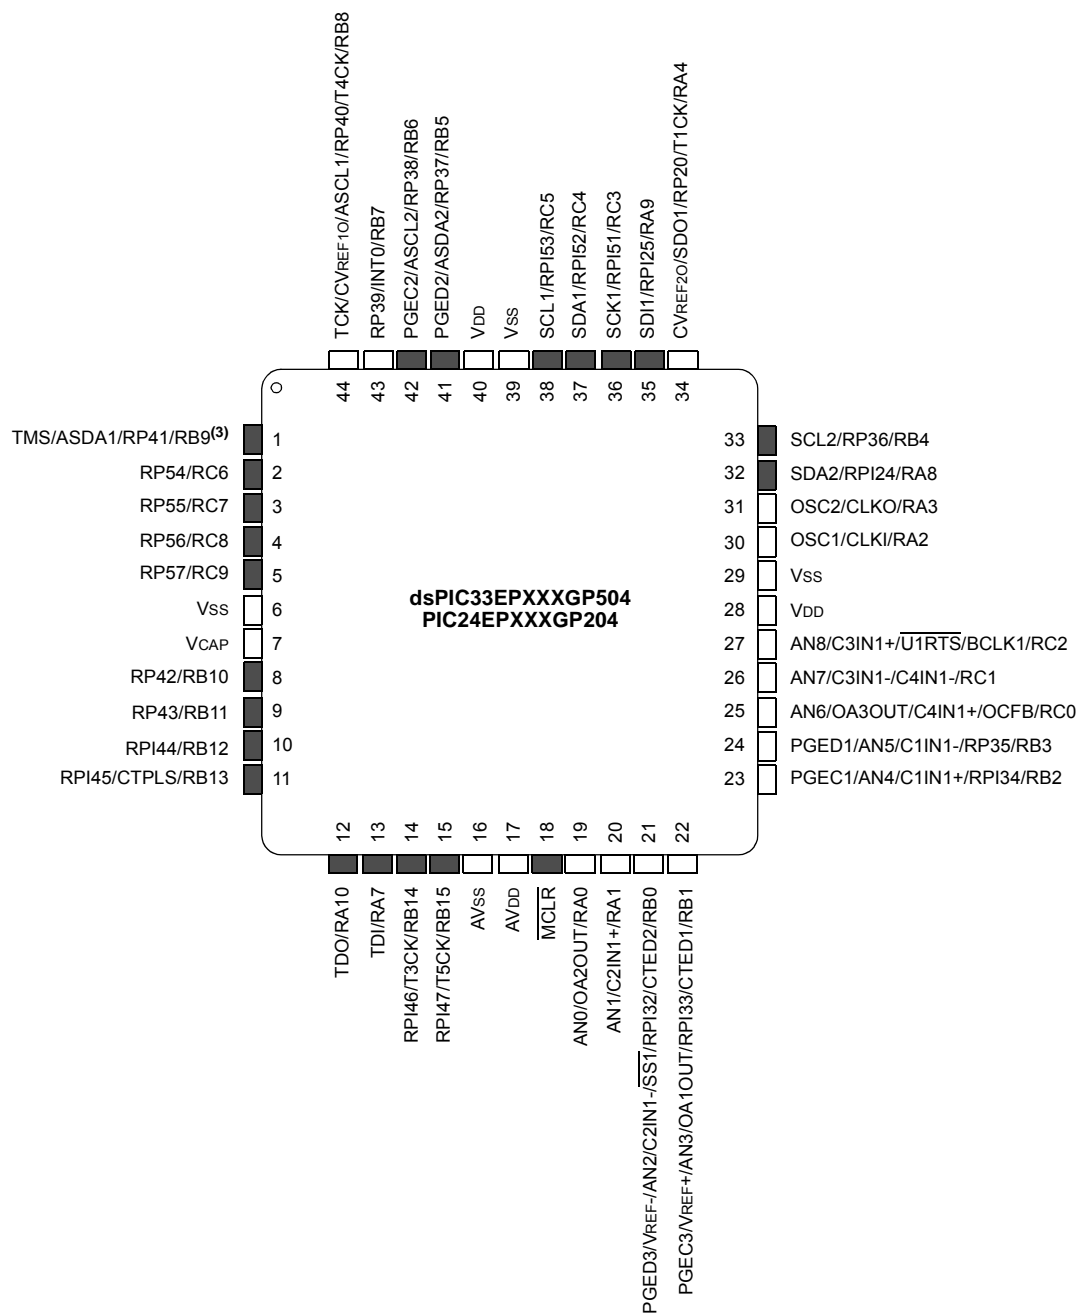 TCK/CVREF1O/ASCL1/RP40/T4CK/RB8
RP39/INT0/RB7
PGEC2/ASCL2/RP38/RB6
PGED2/ASDA2/RP37/RB5
VDD
VSS
SCL1/RPI53/RC5
SDA1/RPI52/RC4
SCK1/RPI51/RC3
SDI1/RPI25/RA9
CVREF2O/SDO1/RP20/T1CK/RA4
44 43 42 41 40 39 38 37 36 35 34
TMS/ASDA1/RP41/RB9(3) 1
RP54/RC6 2
RP55/RC7 3
RP56/RC8 4
RP57/RC9 5
VSS 6
VCAP 7
RP42/RB10 8
RP43/RB11 9
RPI44/RB12 10
RPI45/CTPLS/RB13 11
dsPIC33EPXXXGP504
PIC24EPXXXGP204
33 SCL2/RP36/RB4
32 SDA2/RPI24/RA8
31 OSC2/CLKO/RA3
30 OSC1/CLKI/RA2
29 VSS
28 VDD
27 AN8/C3IN1+/U1RTS/BCLK1/RC2
26 AN7/C3IN1-/C4IN1-/RC1
25 AN6/OA3OUT/C4IN1+/OCFB/RC0
24 PGED1/AN5/C1IN1-/RP35/RB3
23 PGEC1/AN4/C1IN1+/RPI34/RB2
12 13 14 15 16 17 18 19 20 21 22
TDO/RA10
TDI/RA7
RPI46/T3CK/RB14
RPI47/T5CK/RB15
AVSS
AVDD
MCLR
AN0/OA2OUT/RA0
AN1/C2IN1+/RA1
PGED3/VREF-/AN2/C2IN1-/SS1/RPI32/CTED2/RB0
PGEC3/VREF+/AN3/OA1OUT/RPI33/CTED1/RB1